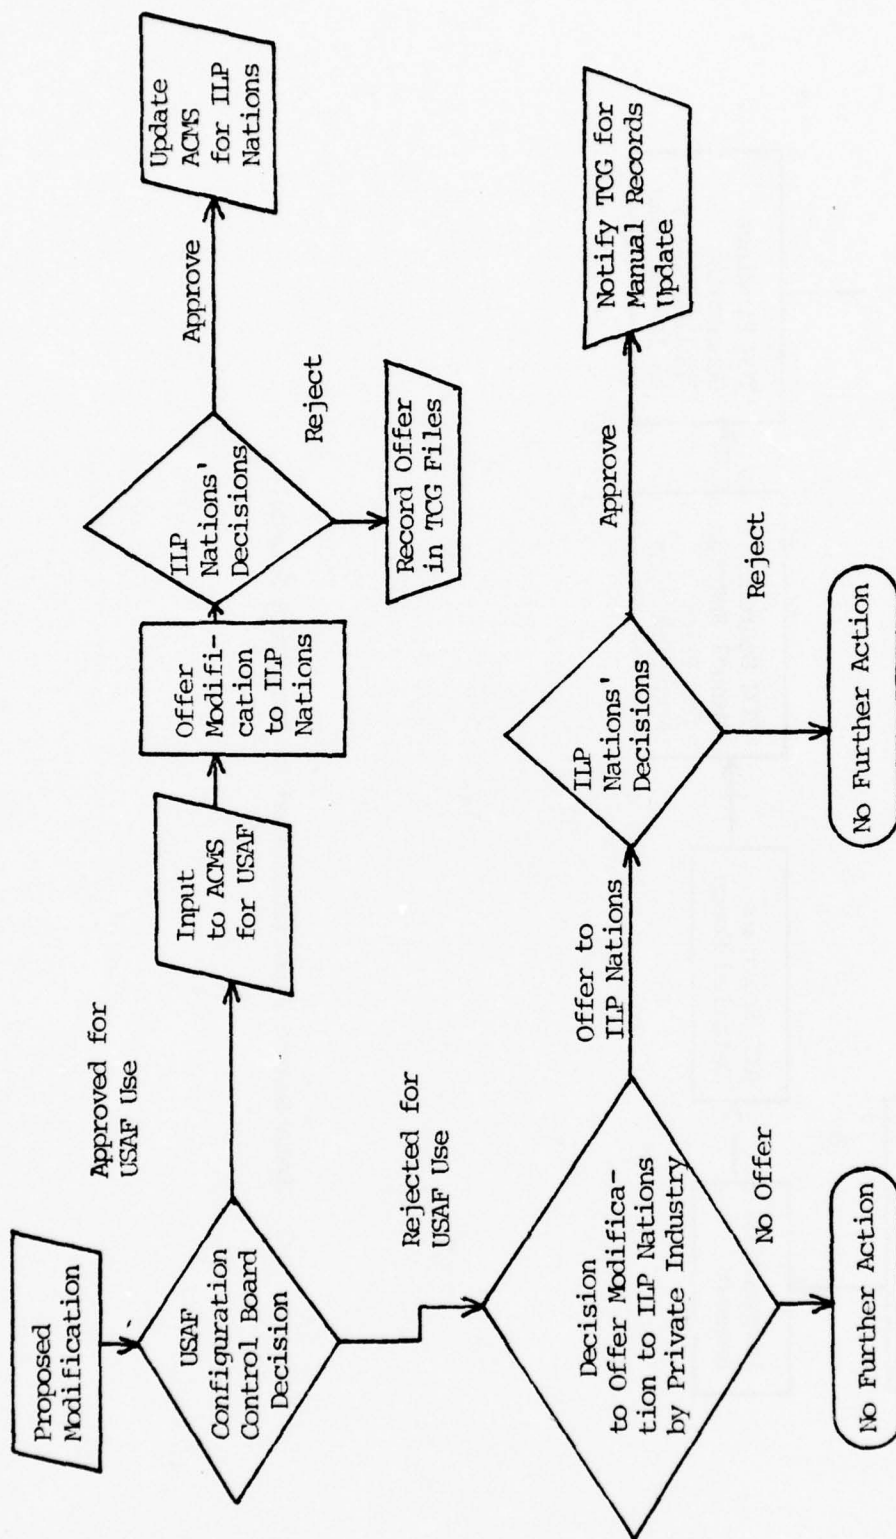 Proposed
Modification
USAF
Configuration
Control Board
Decision
Approved for
USAF Use
Input
to ACMS
for USAF
Offer
Modifi-
cation
to ILP
Nations
ILP
Nations'
Decisions
Approve
Update
ACMS
for ILP
Nations
Reject
Record Offer
in TCG Files
Rejected for
USAF Use
Decision
to Offer Modifica-
tion to ILP Nations
by Private Industry
Offer to
ILP Nations
ILP
Nations'
Decisions
Approve
Notify TCG for
Manual Records
Update
Reject
No Further Action
No Offer
No Further Action